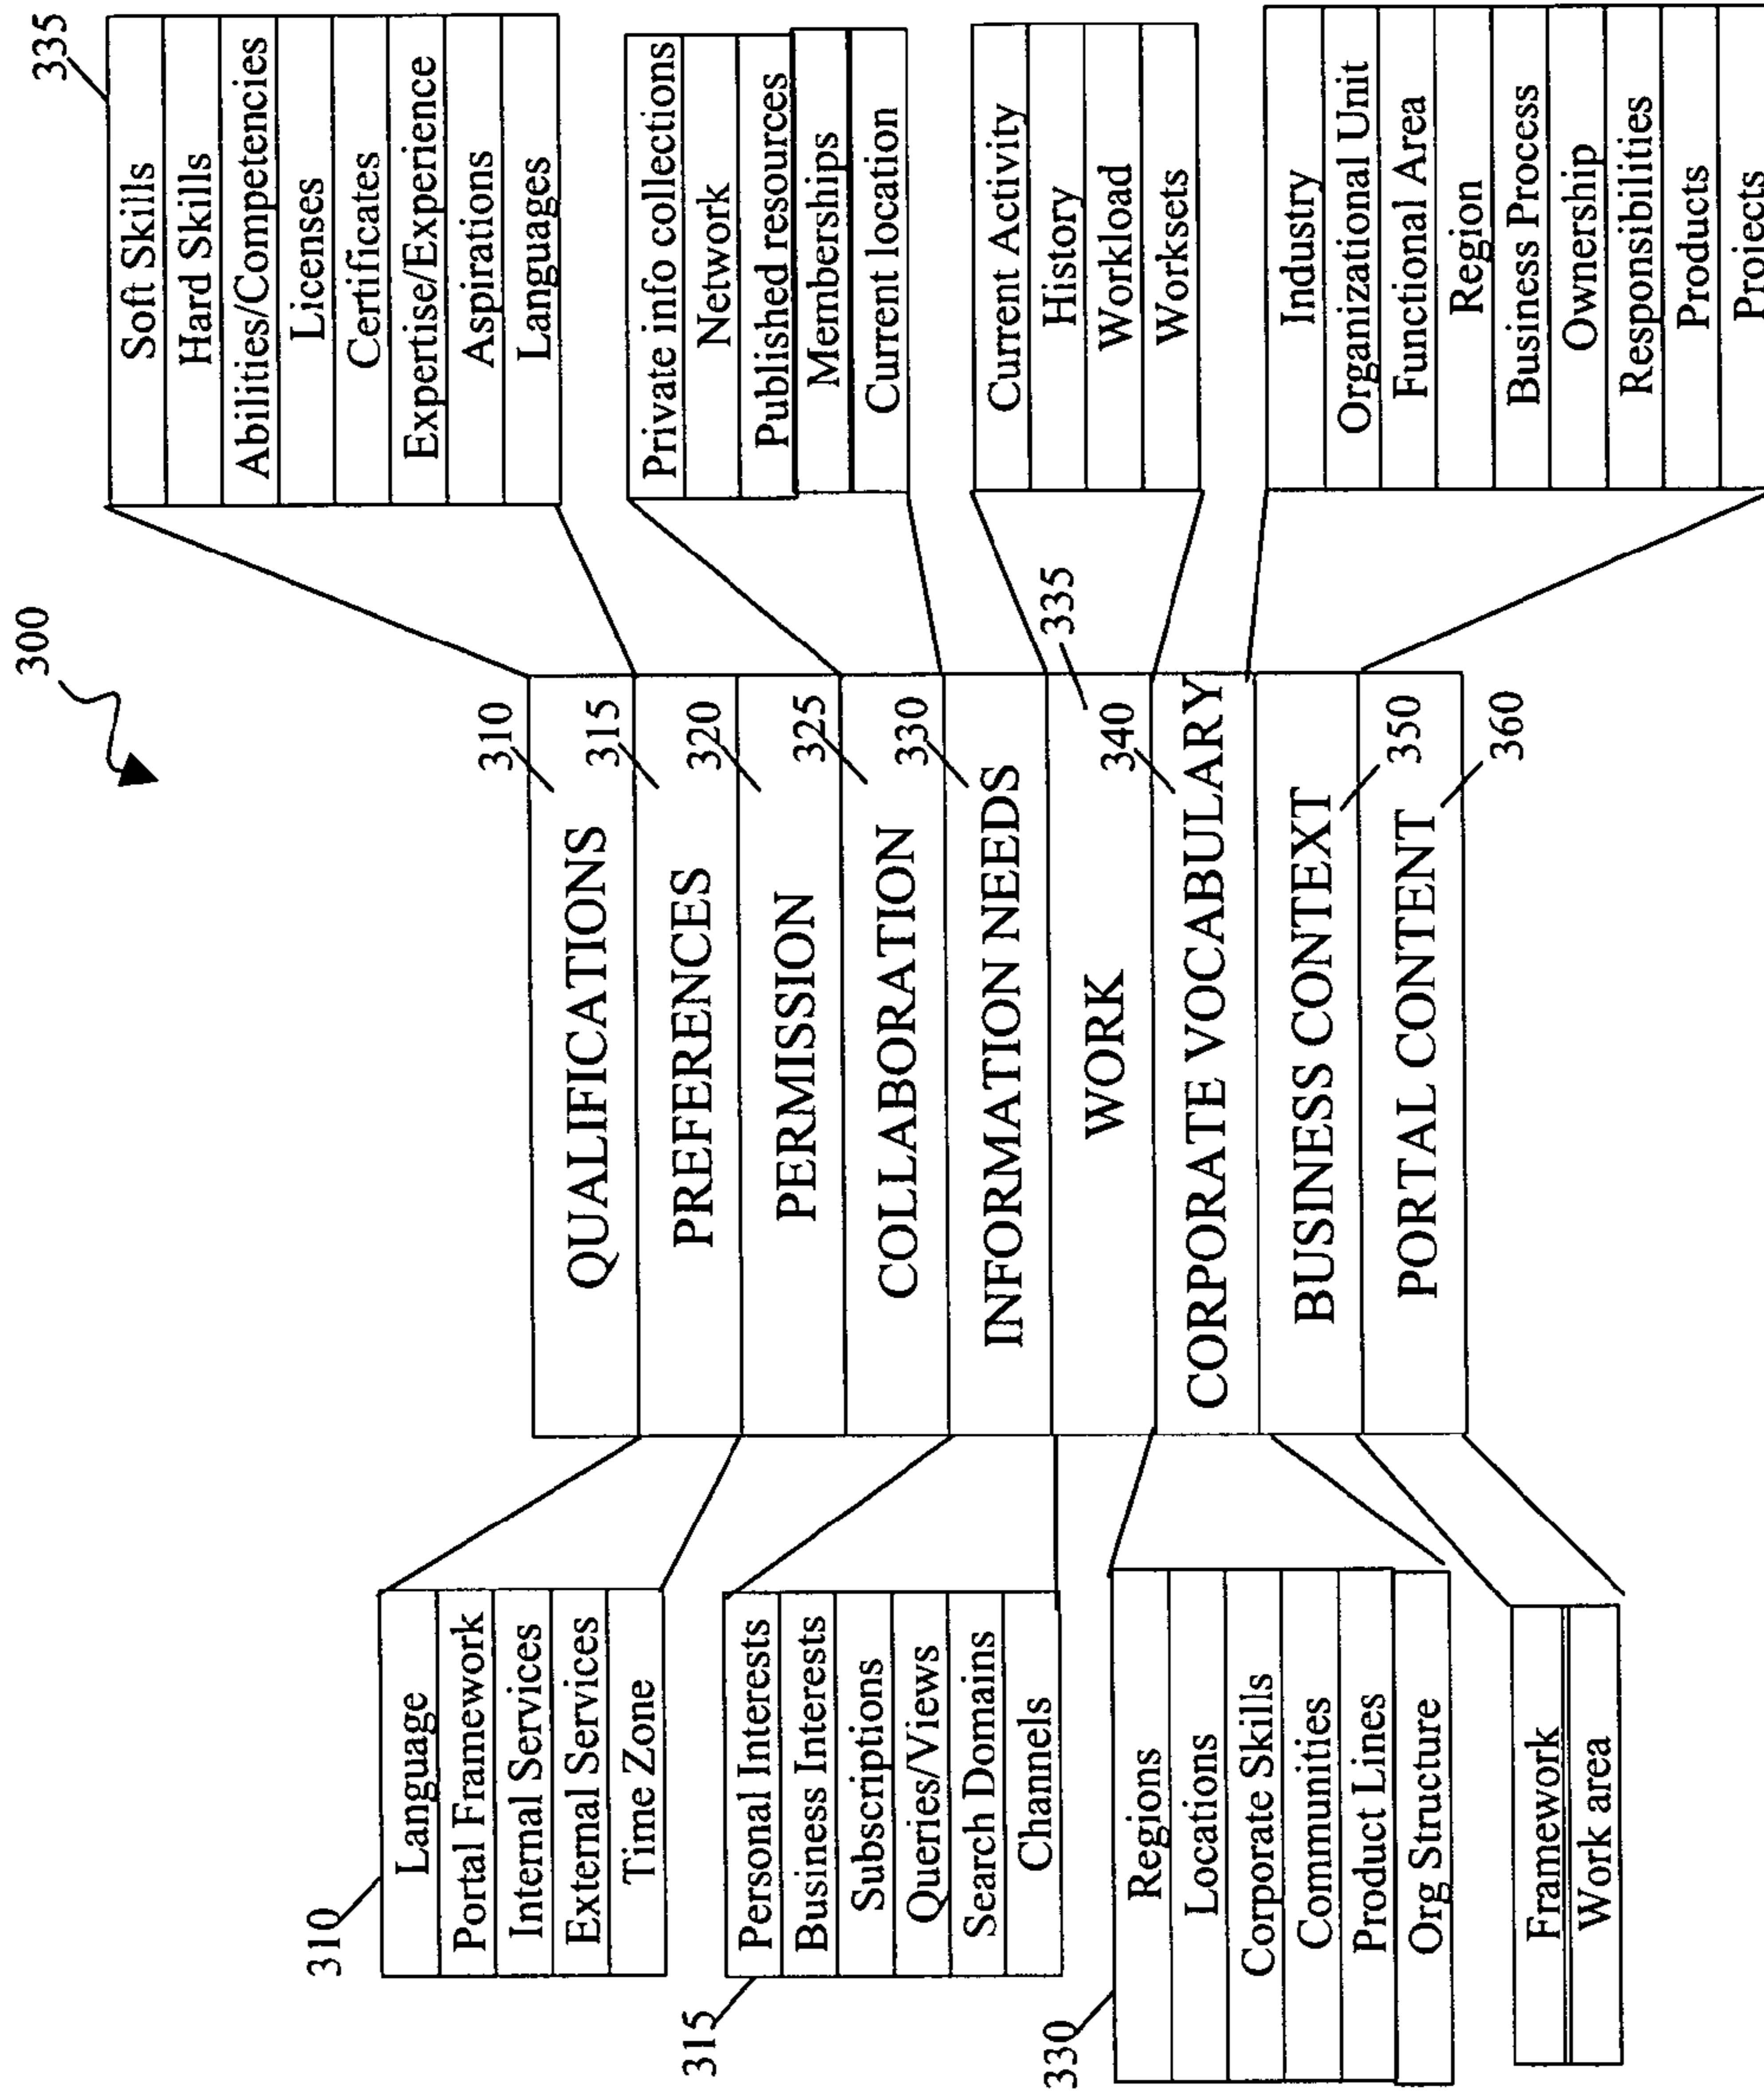 300
310
Language
Portal Framework
Internal Services
External Services
Time Zone
315
Personal Interests
Business Interests
Subscriptions
Queries/Views
Search Domains
Channels
330
Regions
Locations
Corporate Skills
Communities
Product Lines
Org Structure
Framework
Work area
QUALIFICATIONS 310
PREFERENCES 315
PERMISSION 320
COLLABORATION 325
INFORMATION NEEDS 330
WORK 335
CORPORATE VOCABULARY 340
BUSINESS CONTEXT 350
PORTAL CONTENT 360
335
Soft Skills
Hard Skills
Abilities/Competencies
Licenses
Certificates
Expertise/Experience
Aspirations
Languages
Private info collections
Network
Published resources
Memberships
Current location
Current Activity
History
Workload
Worksets
Industry
Organizational Unit
Functional Area
Region
Business Process
Ownership
Responsibilities
Products
Projects